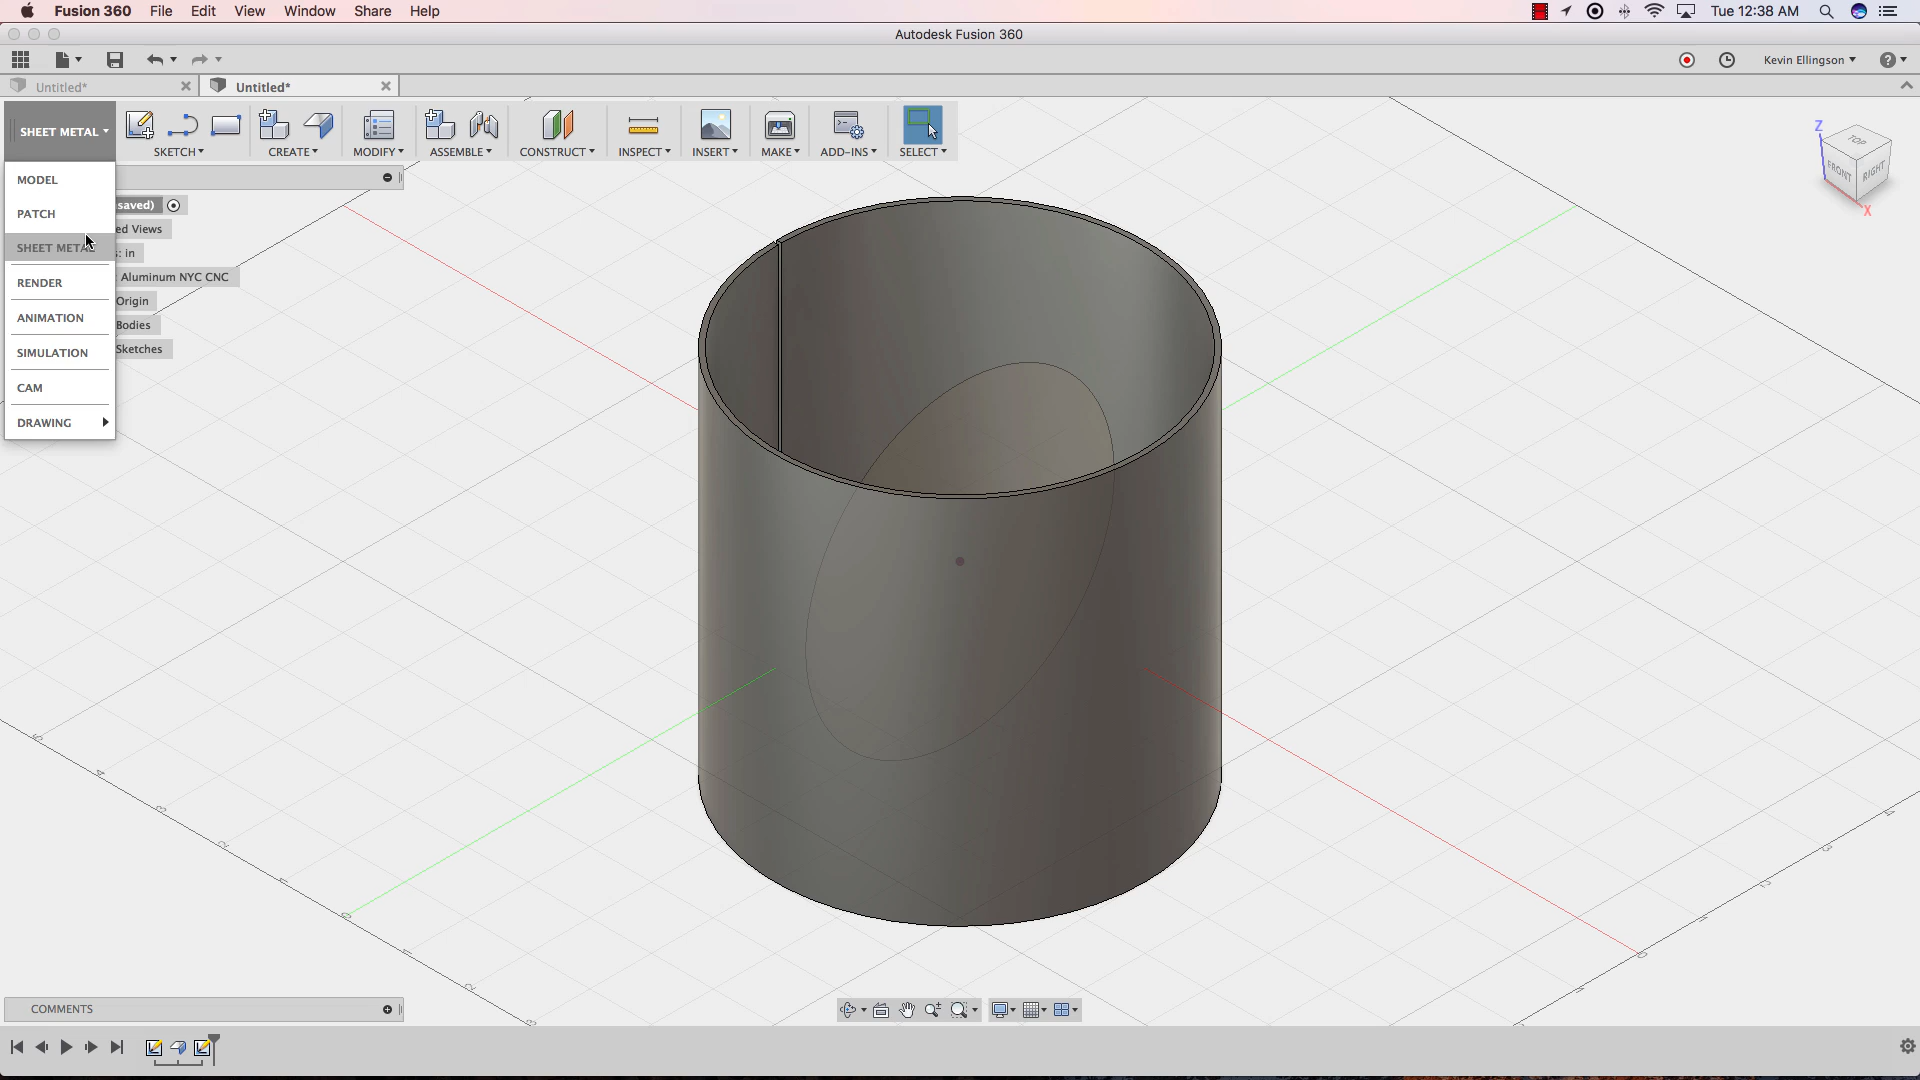 Fusion 360 File Edit View Window Share Help Tue 12:38 AM
Autodesk Fusion 360
Kevin Ellingson ?
Untitled* Untitled*
SHEET METAL
SKETCH CREATE MODIFY ASSEMBLE CONSTRUCT INSPECT INSERT MAKE ADD-INS SELECT
MODEL
PATCH
SHEET METAL
RENDER
ANIMATION
SIMULATION
CAM
DRAWING
saved)
ed Views
s: in
Aluminum NYC CNC
Origin
Bodies
Sketches
Z
TOP
FRONT RIGHT
X
COMMENTS